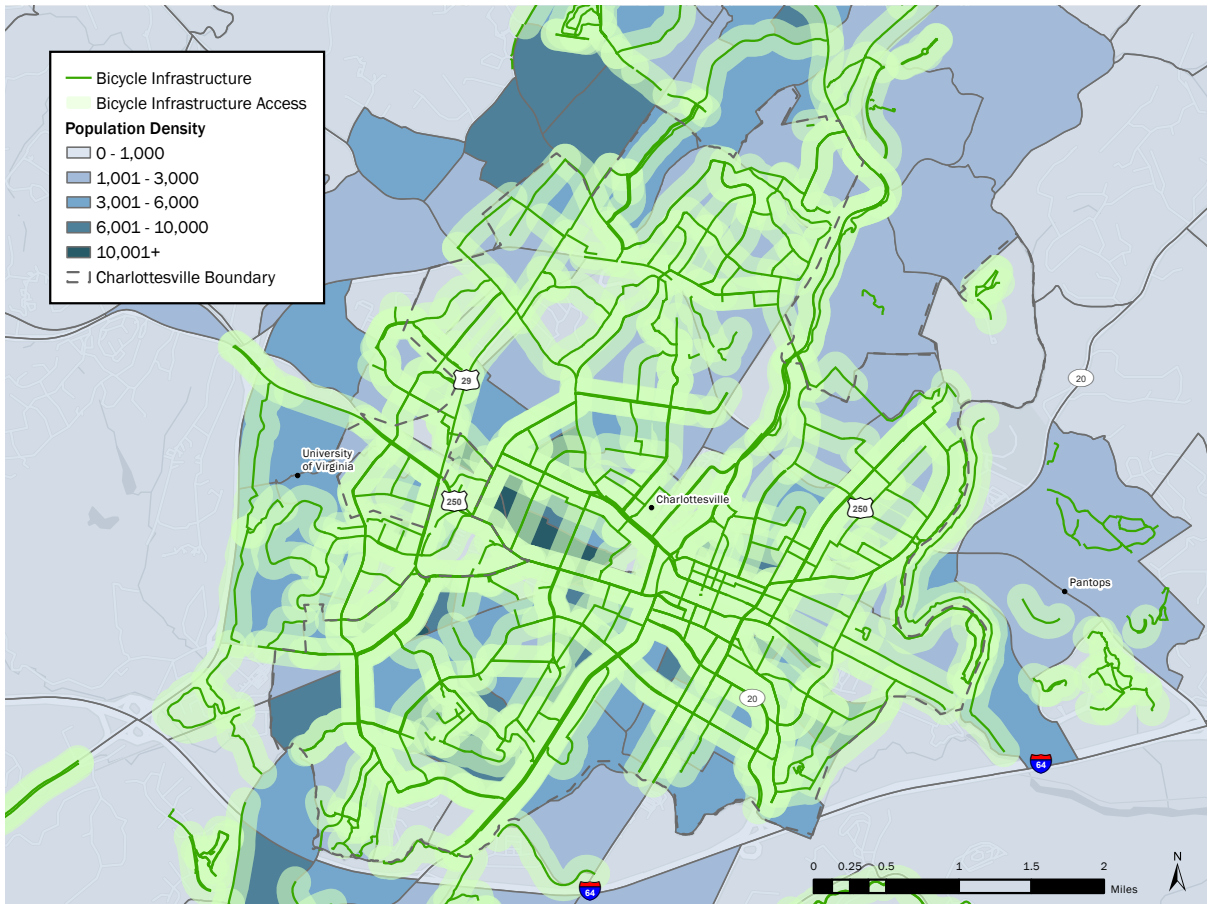 Bicycle Infrastructure
Bicycle Infrastructure Access
Population Density
0 - 1,000
1,001 - 3,000
3,001 - 6,000
6,001 - 10,000
10,001+
Charlottesville Boundary
29
20
University
of Virginia
250
Charlottesville
250
Pantops
20
64
64
0 0.25 0.5 1 1.5 2
Miles
N